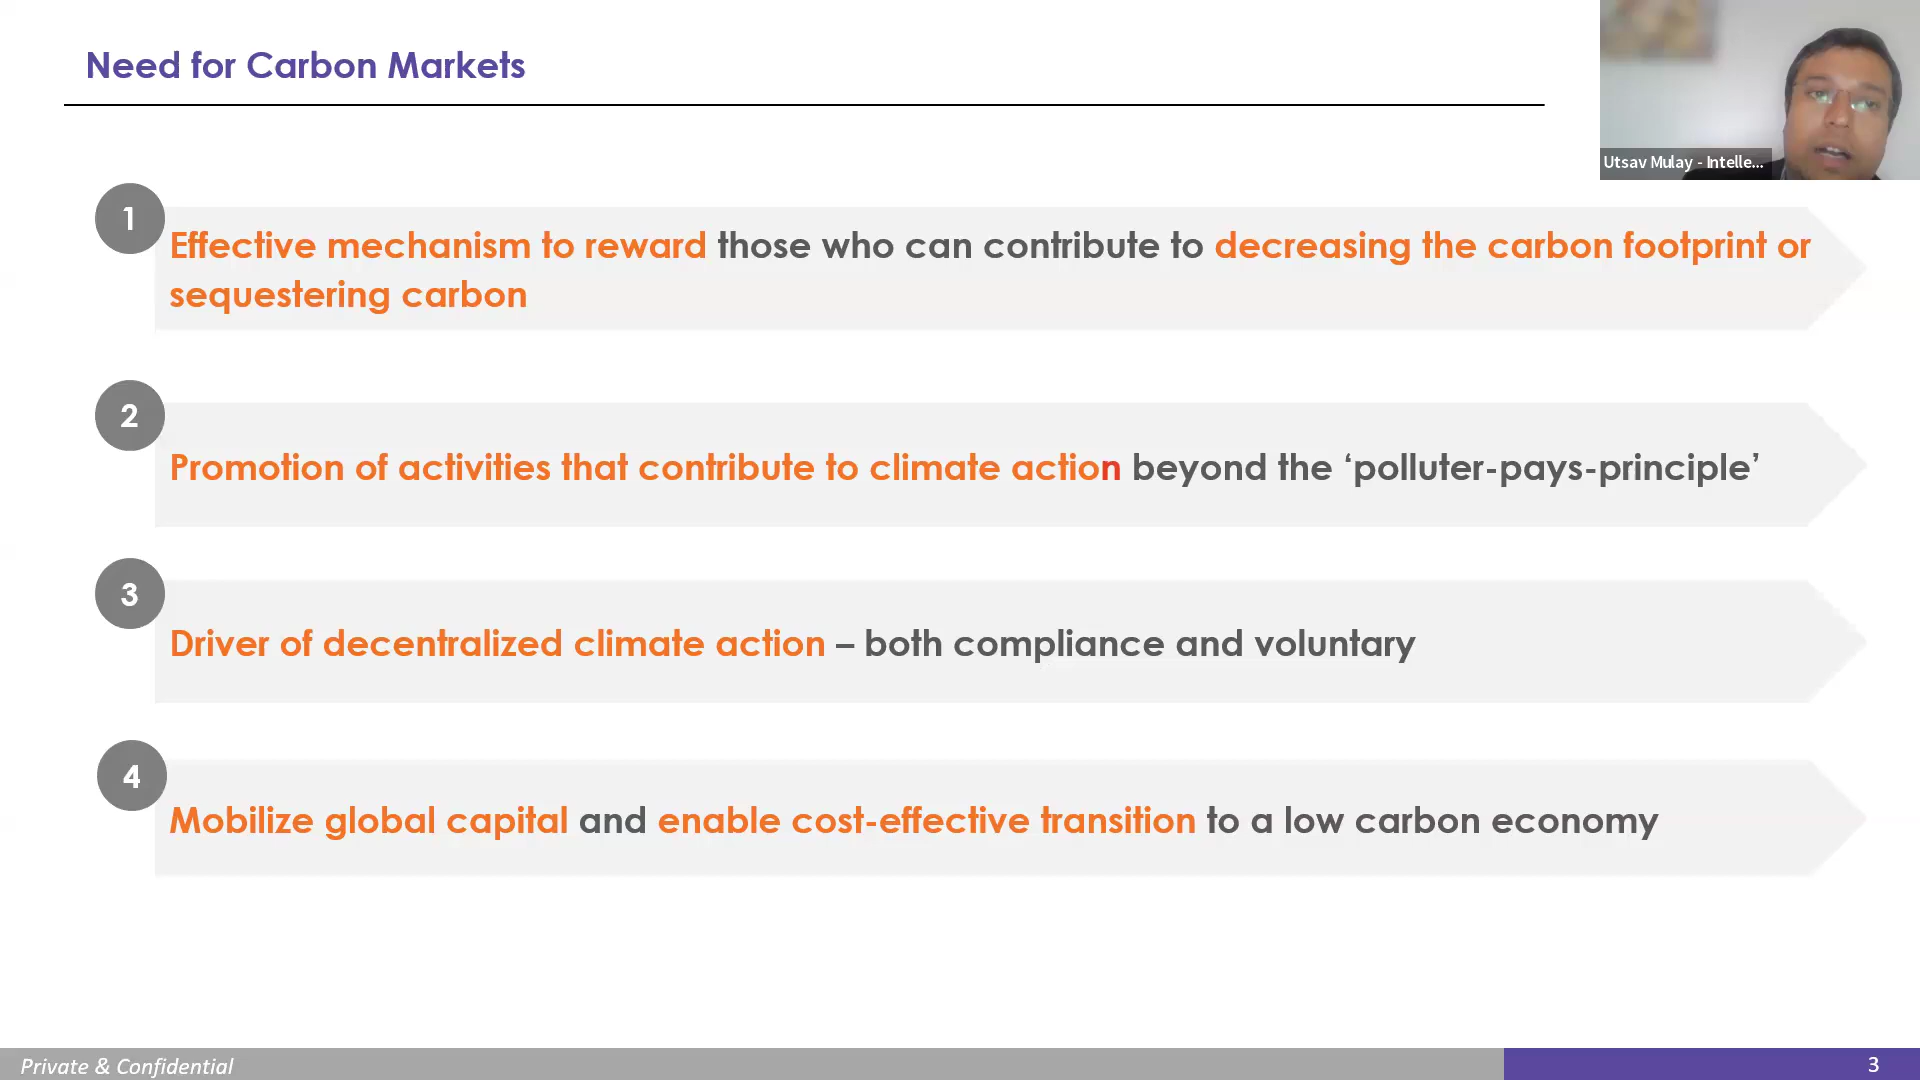 Need for Carbon Markets
Utsav Mulay - Intelle...
1
Effective mechanism to reward those who can contribute to decreasing the carbon footprint or
sequestering carbon
2
Promotion of activities that contribute to climate action beyond the ‘polluter-pays-principle’
3
Driver of decentralized climate action – both compliance and voluntary
4
Mobilize global capital and enable cost-effective transition to a low carbon economy
Private & Confidential
3